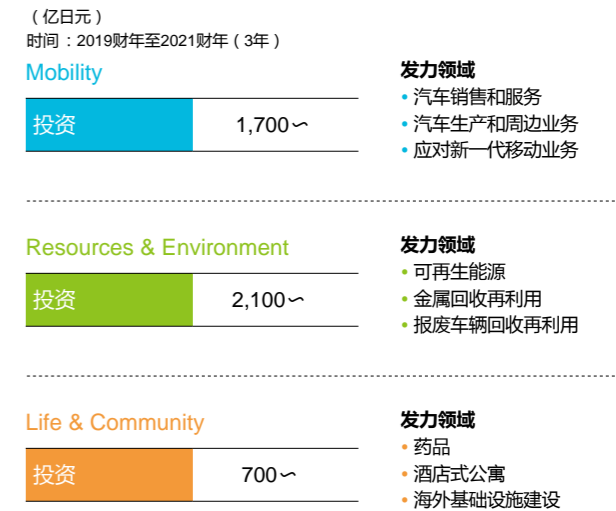 （亿日元）
时间：2019财年至2021财年（3年）
Mobility
投资 1,700〜
发力领域
• 汽车销售和服务
• 汽车生产和周边业务
• 应对新一代移动业务
Resources & Environment
投资 2,100〜
发力领域
• 可再生能源
• 金属回收再利用
• 报废车辆回收再利用
Life & Community
投资 700〜
发力领域
• 药品
• 酒店式公寓
• 海外基础设施建设